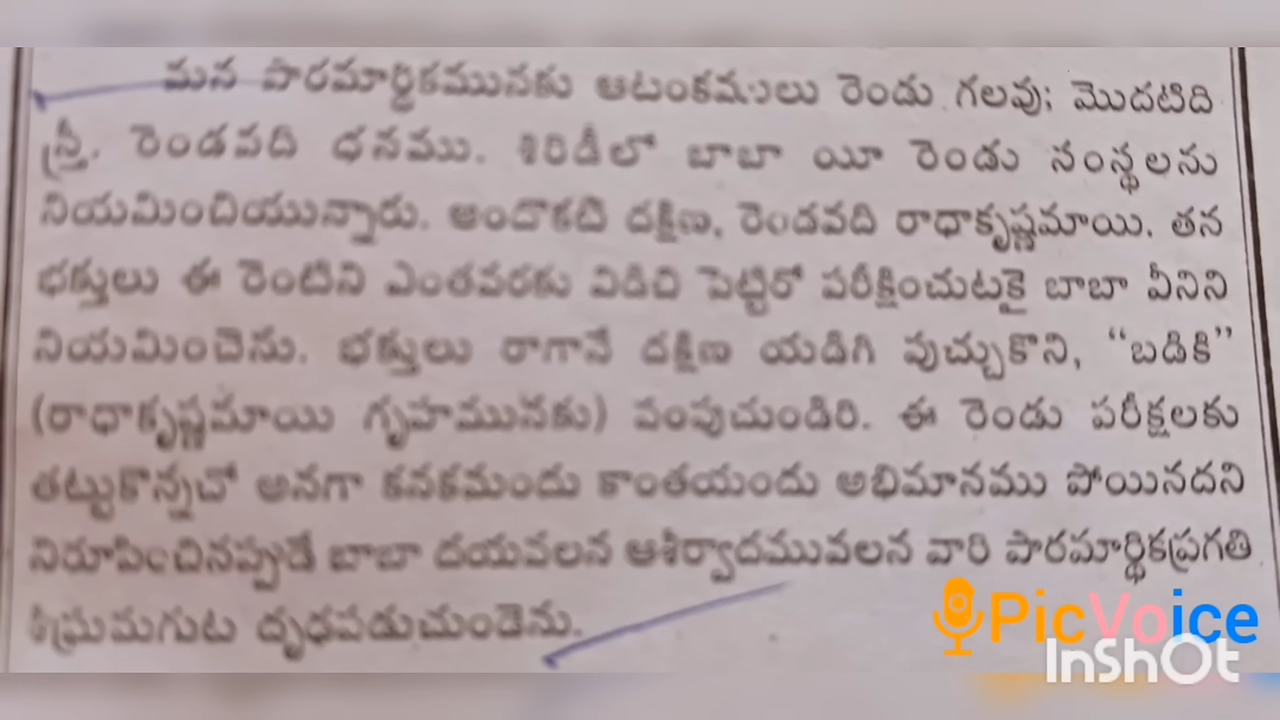 మన పారమార్థికమునకు ఆటంకములు రెండు గలవు; మొదటిది
స్త్రీ. రెండవది ధనము. శిరిడీలో బాబా యీ రెండు సంస్థలను
నియమించియున్నారు. అందొకటి దక్షిణ, రెండవది రాధాకృష్ణమాయి. తన
భక్తులు ఈ రెంటిని ఎంతవరకు విడిచి పెట్టిరో పరీక్షించుటకై బాబా వీనిని
నియమించెను. భక్తులు రాగానే దక్షిణ యడిగి పుచ్చుకొని, “బడికి”
(రాధాకృష్ణమాయి గృహమునకు) పంపుచుండిరి. ఈ రెండు పరీక్షలకు
తట్టుకొన్నచో అనగా కనకమందు కాంతయందు అభిమానము పోయినదని
నిరూపించినప్పుడే బాబా దయవలన ఆశీర్వాదమువలన వారి పారమార్థికప్రగతి
శీఘ్రమగుట దృఢపడుచుండెను.
PicVoice
InShOt